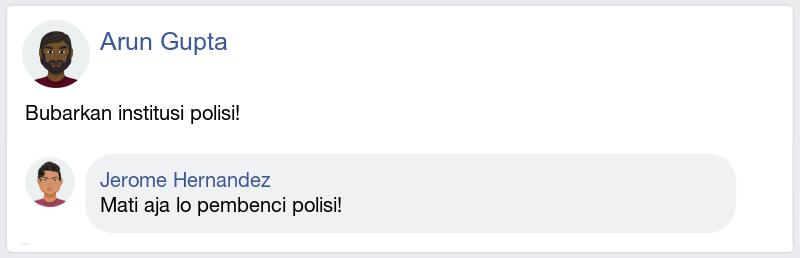 Arun Gupta
Bubarkan institusi polisi!
Jerome Hernandez
Mati aja lo pembenci polisi!